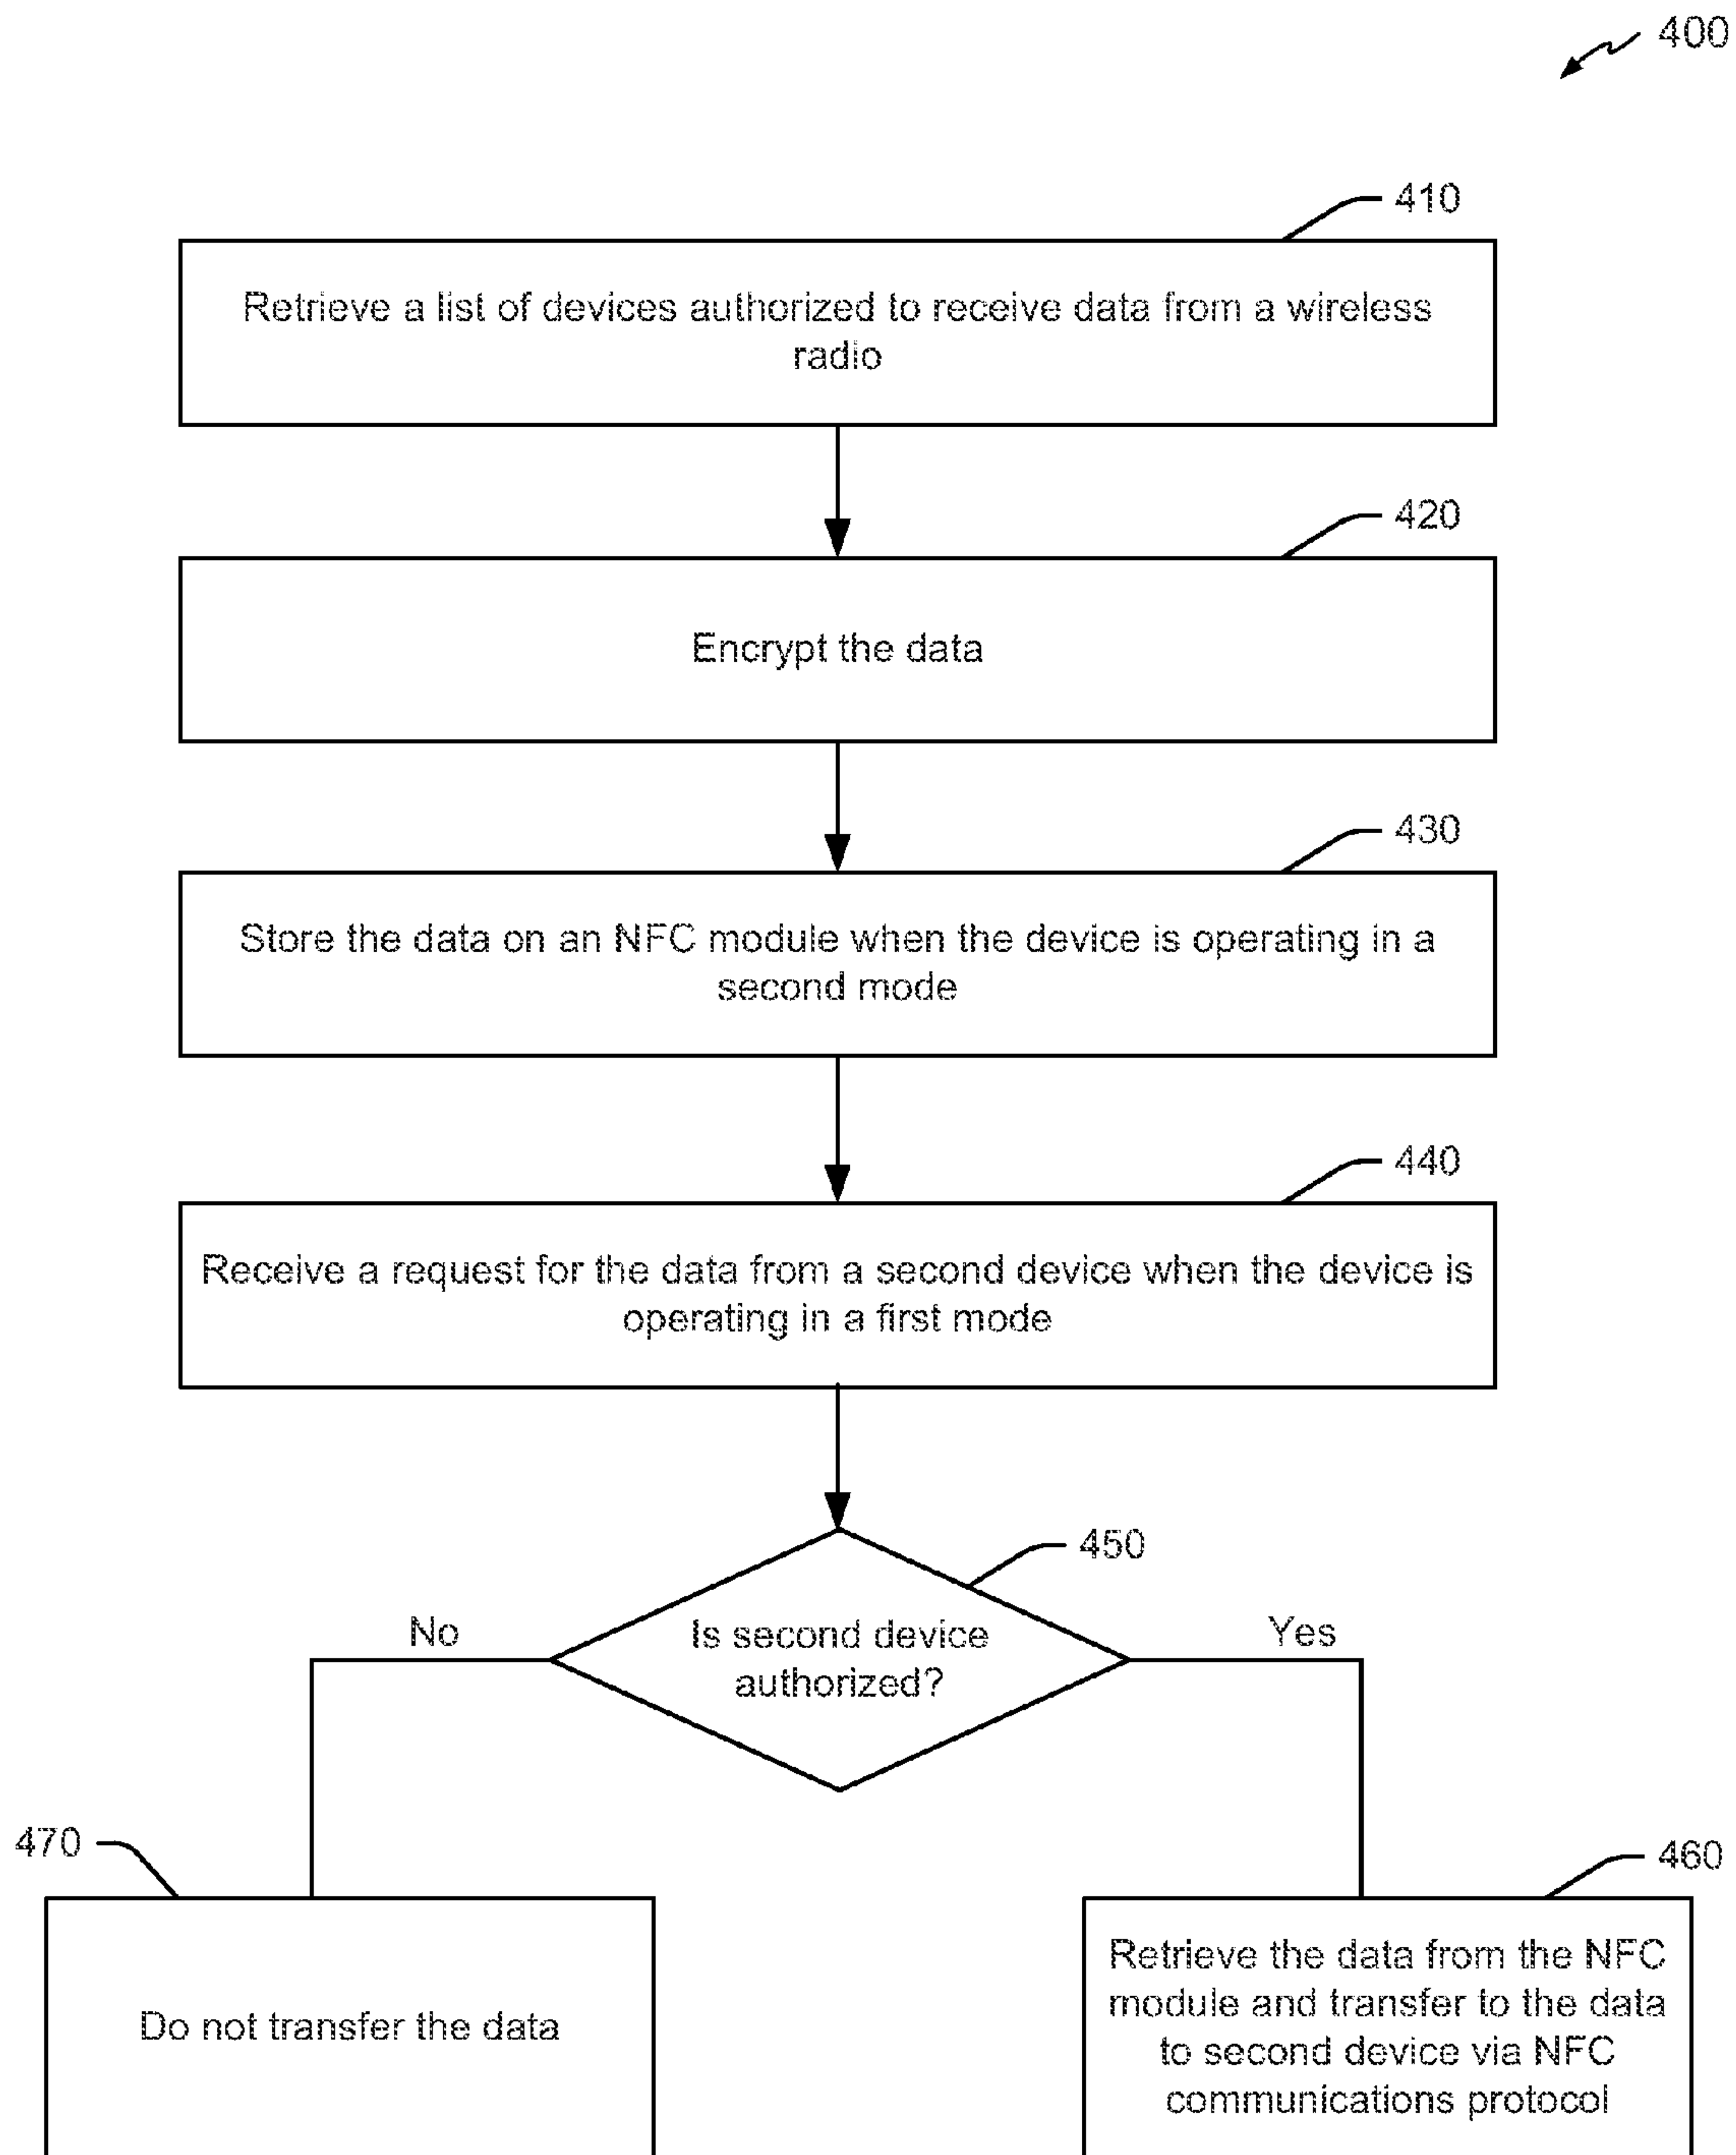 400
410
Retrieve a list of devices authorized to receive data from a wireless
radio
420
Encrypt the data
430
Store the data on an NFC module when the device is operating in a
second mode
440
Receive a request for the data from a second device when the device is
operating in a first mode
450
Is second device
authorized?
No
Yes
470
Do not transfer the data
460
Retrieve the data from the NFC
module and transfer to the data
to second device via NFC
communications protocol